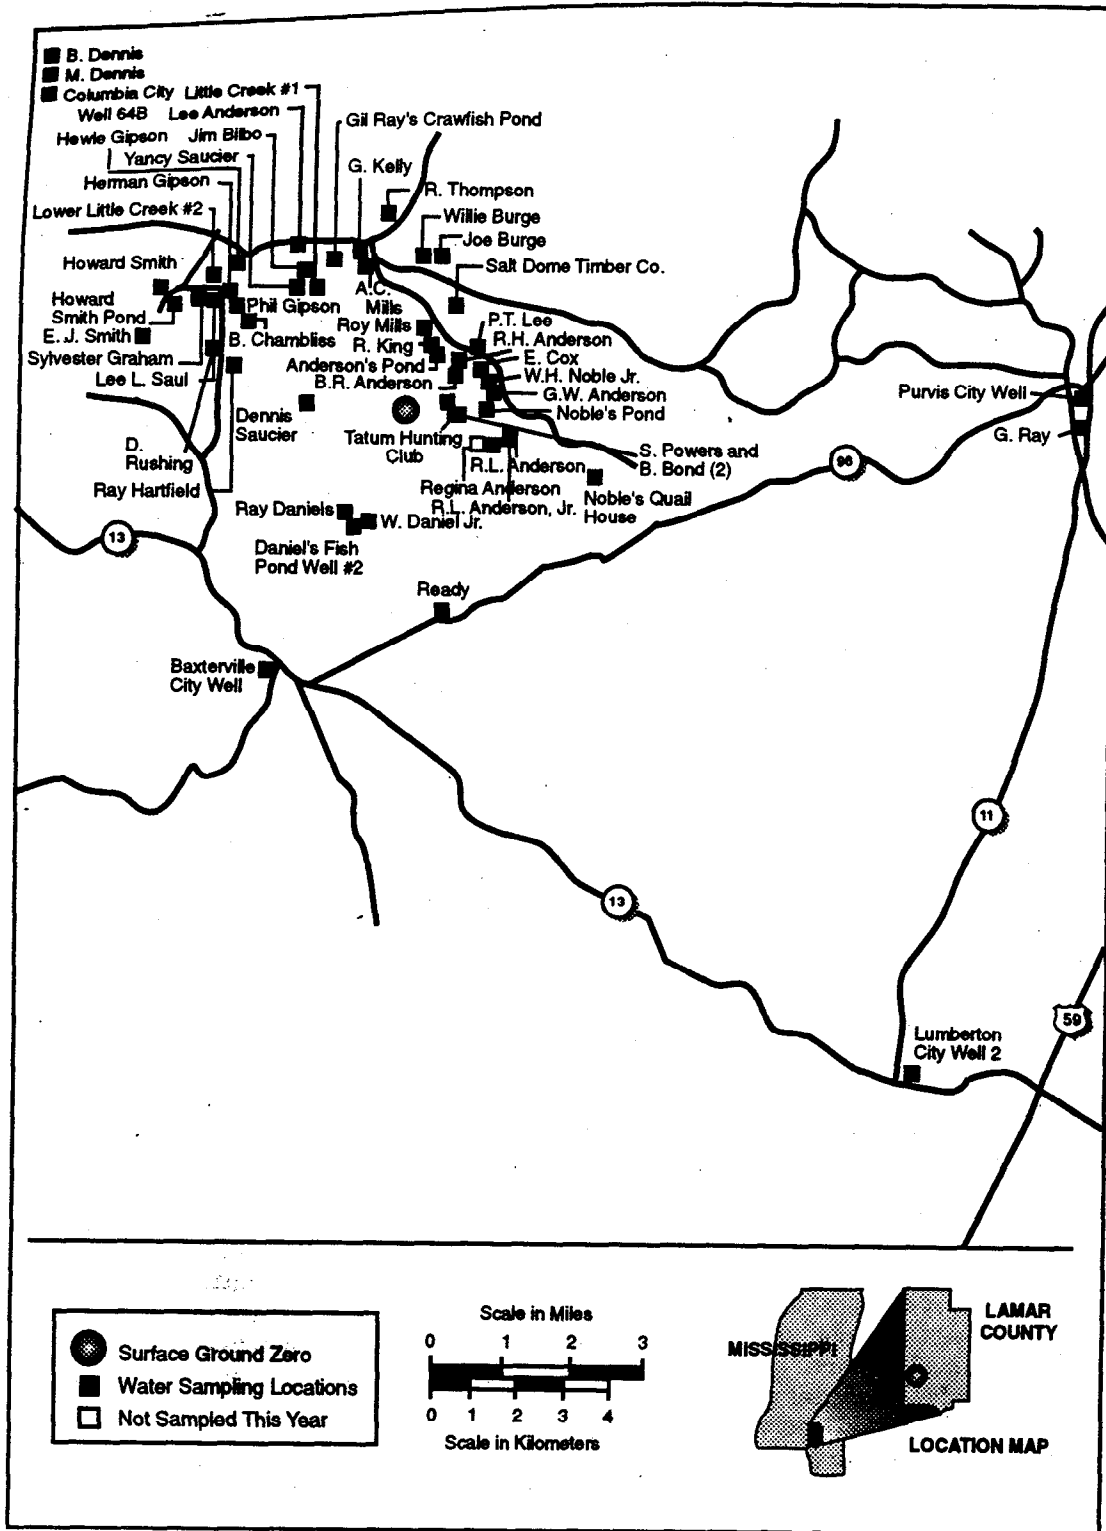 B. Dennis
M. Dennis
Columbia City
Little Creek #1
Well 64B
Lee Anderson
Gil Ray's Crawfish Pond
Hewie Gipson
Jim Bilbo
Yancy Saucier
G. Kelly
Herman Gipson
R. Thompson
Lower Little Creek #2
Willie Burge
Joe Burge
Howard Smith
Salt Dome Timber Co.
A.C.
Mills
Howard
Smith Pond
Phil Gipson
P.T. Lee
Roy Mills
E. J. Smith
B. Chambliss
R. King
R.H. Anderson
Sylvester Graham
Anderson's Pond
E. Cox
Lee L. Saul
B.R. Anderson
W.H. Noble Jr.
G.W. Anderson
Purvis City Well
Dennis
Saucier
Noble's Pond
Tatum Hunting
Club
G. Ray
D.
Rushing
S. Powers and
B. Bond (2)
96
R.L. Anderson
Ray Hartfield
Regina Anderson
Noble's Quail
House
R.L. Anderson, Jr.
Ray Daniels
W. Daniel Jr.
13
Daniel's Fish
Pond Well #2
Ready
Baxterville
City Well
11
13
59
Lumberton
City Well 2
Surface Ground Zero
Water Sampling Locations
Not Sampled This Year
Scale in Miles
0 1 2 3
0 1 2 3 4
Scale in Kilometers
MISSISSIPPI
LAMAR
COUNTY
LOCATION MAP